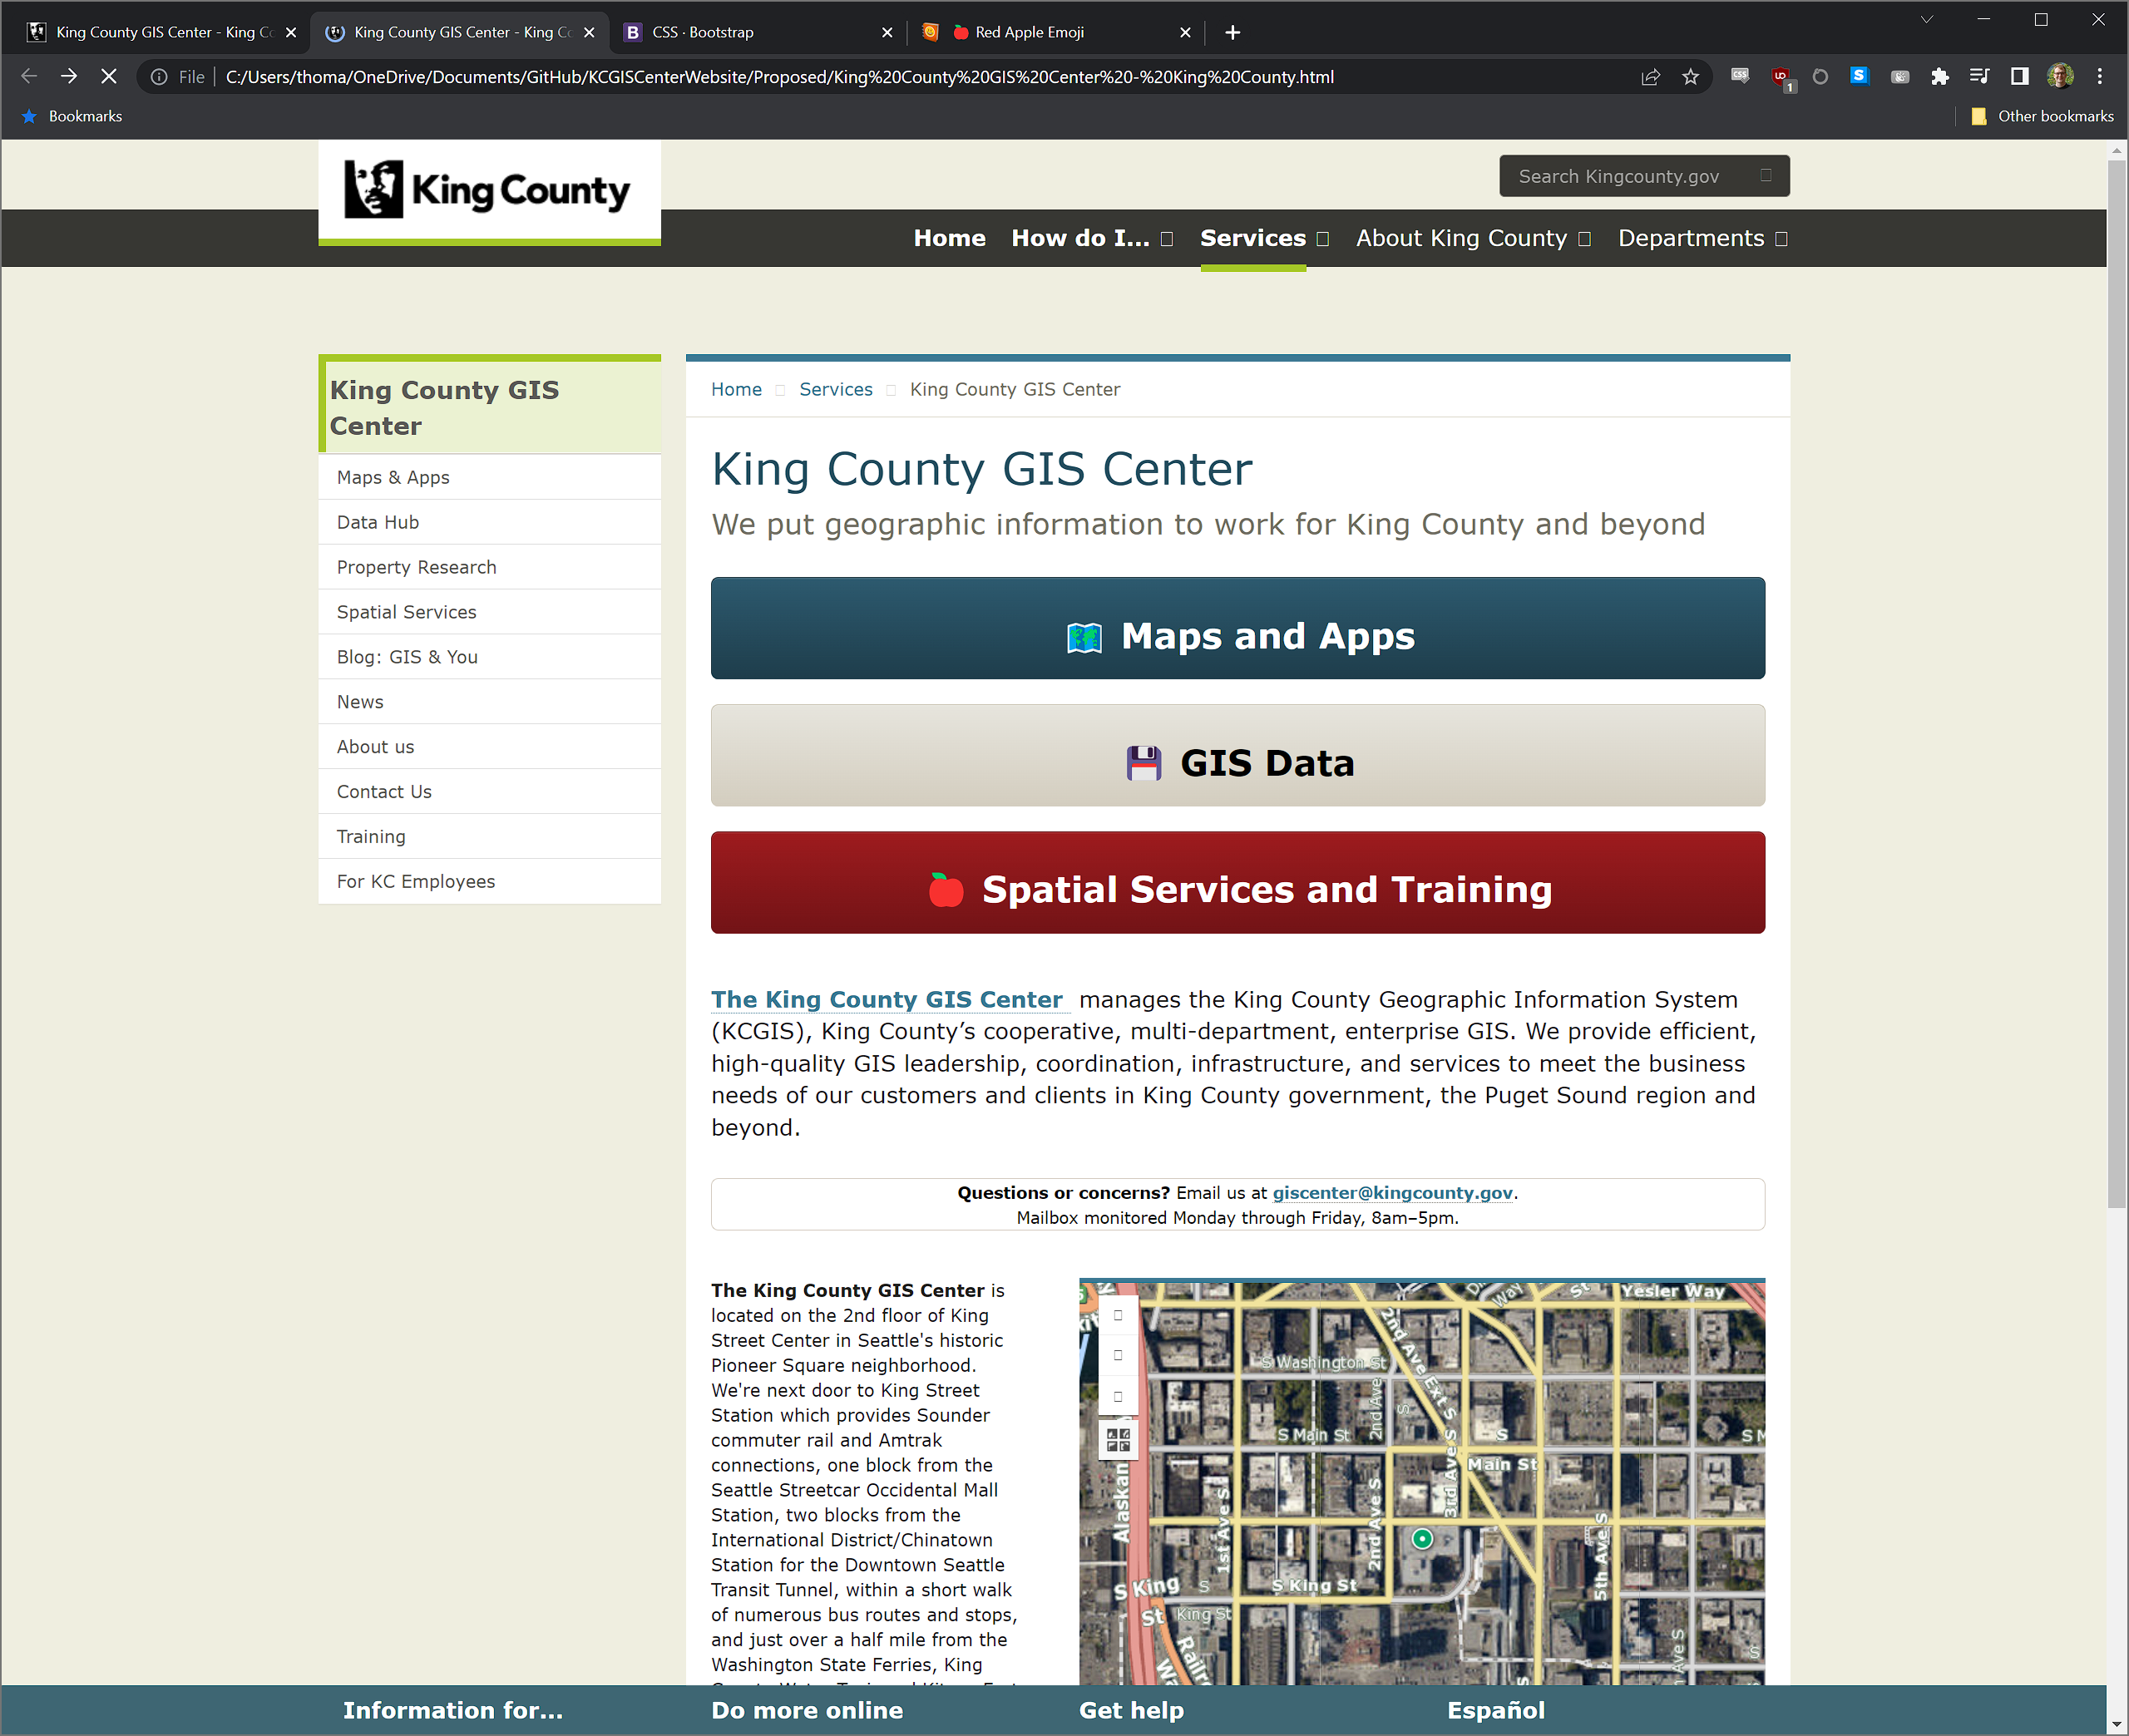 King County GIS Center - King Co
King County GIS Center - King Co
CSS · Bootstrap
Red Apple Emoji
File
C:/Users/thoma/OneDrive/Documents/GitHub/KCGISCenterWebsite/Proposed/King%20County%20GIS%20Center%20-%20King%20County.html
1
Bookmarks
Other bookmarks
King County
Search Kingcounty.gov
Home How do I... Services About King County Departments
King County GIS
Center
Maps & Apps
Data Hub
Property Research
Spatial Services
Blog: GIS & You
News
About us
Contact Us
Training
For KC Employees
Home Services King County GIS Center
King County GIS Center
We put geographic information to work for King County and beyond
Maps and Apps
GIS Data
Spatial Services and Training
The King County GIS Center manages the King County Geographic Information System
(KCGIS), King County’s cooperative, multi-department, enterprise GIS. We provide efficient,
high-quality GIS leadership, coordination, infrastructure, and services to meet the business
needs of our customers and clients in King County government, the Puget Sound region and
beyond.
Questions or concerns? Email us at giscenter@kingcounty.gov.
Mailbox monitored Monday through Friday, 8am–5pm.
The King County GIS Center is
located on the 2nd floor of King
Street Center in Seattle's historic
Pioneer Square neighborhood.
We're next door to King Street
Station which provides Sounder
commuter rail and Amtrak
connections, one block from the
Seattle Streetcar Occidental Mall
Station, two blocks from the
International District/Chinatown
Station for the Downtown Seattle
Transit Tunnel, within a short walk
of numerous bus routes and stops,
and just over a half mile from the
Washington State Ferries, King
Yesler Way
S Washington St
2nd Ave Ext S
2nd Ave S
S Main St
S
Main St
3rd Ave S
Alaskan
1st Ave S
2nd Ave S
5th Ave S
S King St
S King St
S King St
Information for...
Do more online
Get help
Español